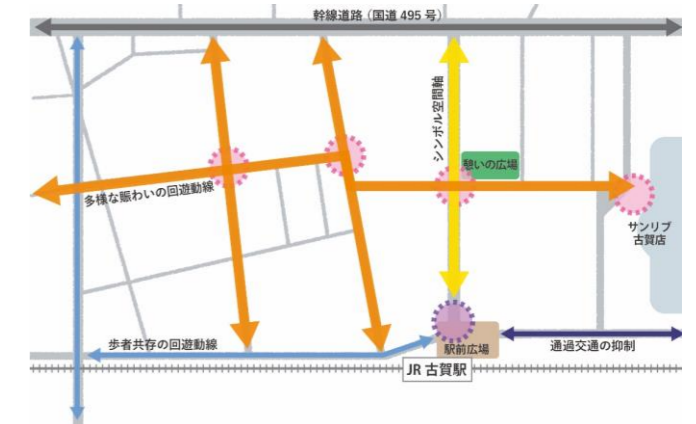 幹線道路（国道 495 号）
シンボル空間軸
憩いの広場
多様な賑わいの回遊動線
サンリブ
古賀店
歩者共存の回遊動線
駅前広場
通過交通の抑制
JR 古賀駅